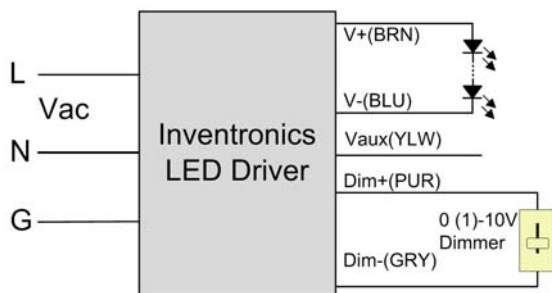 L
Vac
N
G
Inventronics
LED Driver
V+(BRN)
V-(BLU)
Vaux(YLW)
Dim+(PUR)
0 (1)-10V
Dimmer
Dim-(GRY)